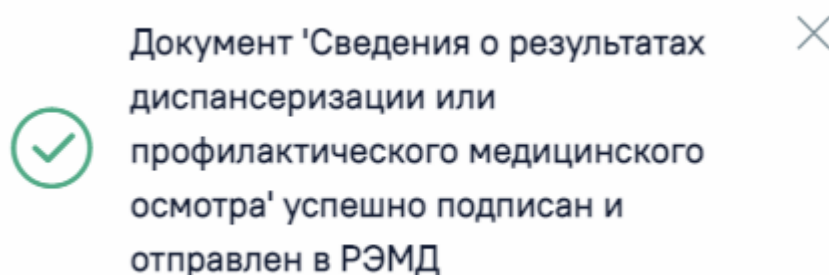 Документ 'Сведения о результатах
диспансеризации или
профилактического медицинского
осмотра' успешно подписан и
отправлен в РЭМД